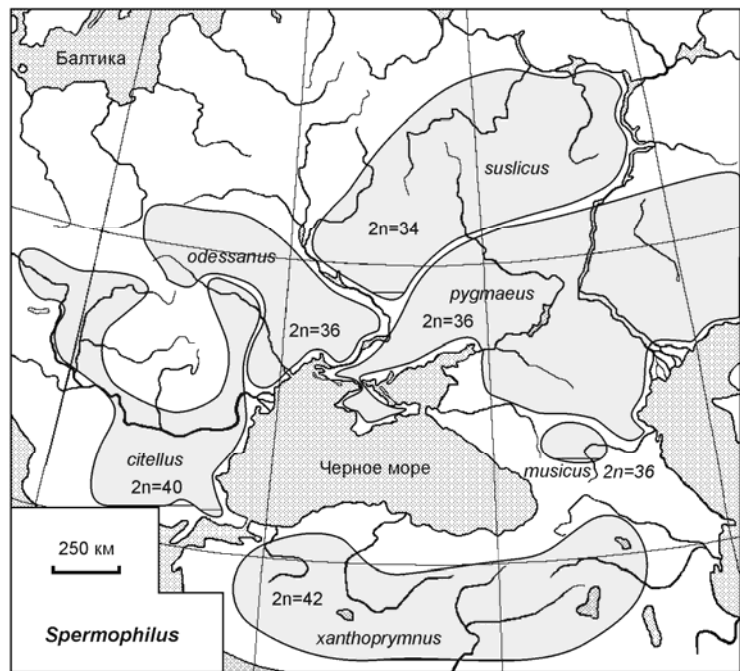 Балтика
suslicus
2n=34
odessanus
2n=36
pygmaeus
2n=36
citellus
2n=40
Черное море
musicus 2n=36
250 км
2n=42
xanthoprymnus
Spermophilus